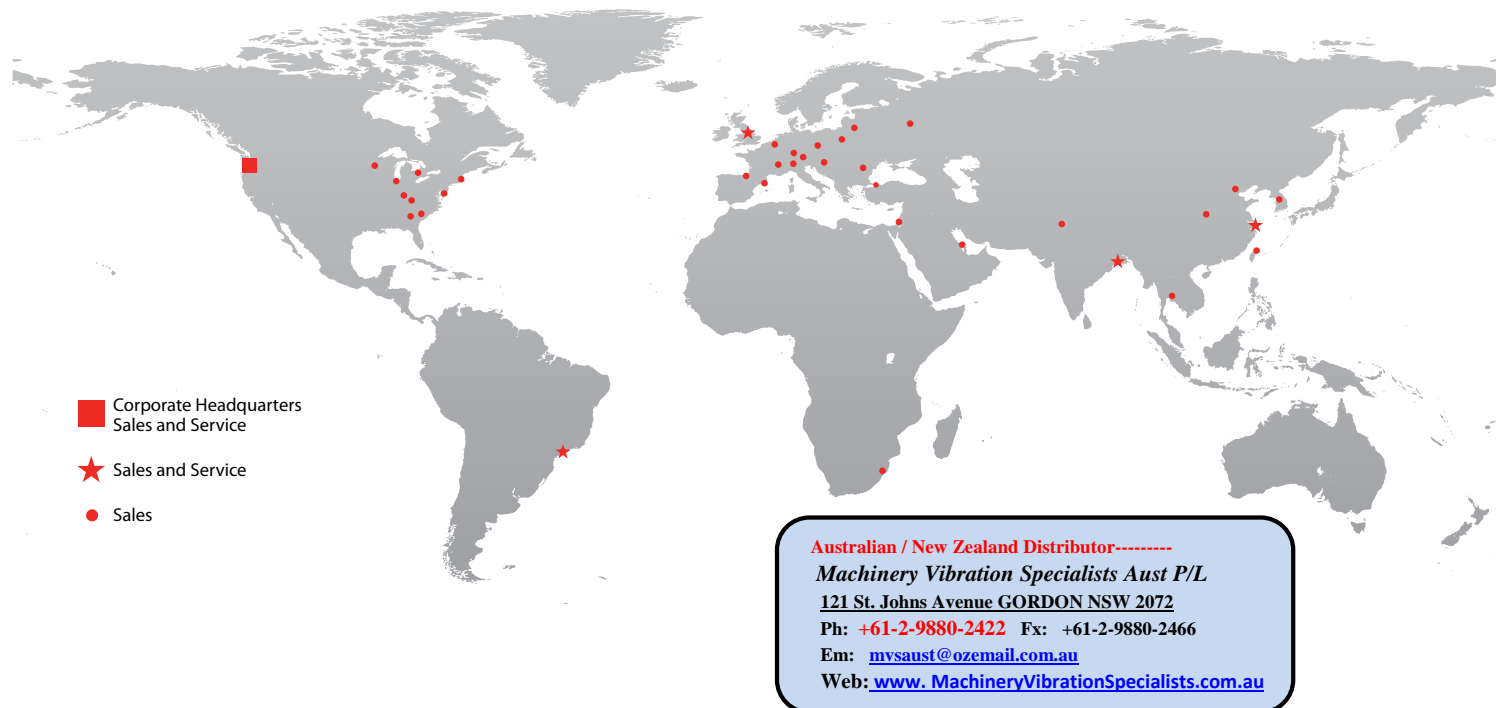 Corporate Headquarters
Sales and Service
Sales and Service
Sales
Australian / New Zealand Distributor---------
Machinery Vibration Specialists Aust P/L
121 St. Johns Avenue GORDON NSW 2072
Ph: +61-2-9880-2422 Fx: +61-2-9880-2466
Em: mvsaust@ozemail.com.au
Web: www. MachineryVibrationSpecialists.com.au